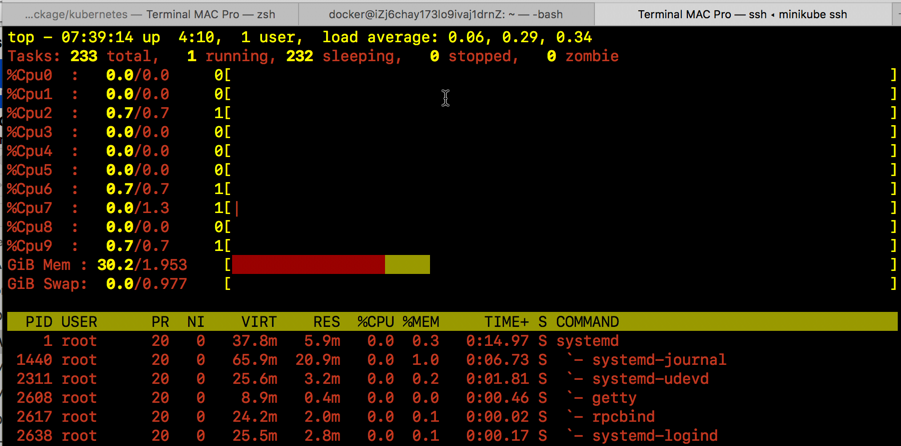 ...ckage/kubernetes — Terminal MAC Pro — zsh
docker@iZj6chay173lo9ivaj1drnZ: ~ — -bash
Terminal MAC Pro — ssh ‹ minikube ssh
top - 07:39:14 up  4:10,  1 user,  load average: 0.06, 0.29, 0.34
Tasks: 233 total,   1 running, 232 sleeping,   0 stopped,   0 zombie
%Cpu0  :   0.0/0.0     0[ ]
%Cpu1  :   0.0/0.0     0[ ]
%Cpu2  :   0.7/0.7     1[ ]
%Cpu3  :   0.0/0.0     0[ ]
%Cpu4  :   0.0/0.0     0[ ]
%Cpu5  :   0.0/0.0     0[ ]
%Cpu6  :   0.7/0.7     1[ ]
%Cpu7  :   0.0/1.3     1[| ]
%Cpu8  :   0.0/0.0     0[ ]
%Cpu9  :   0.7/0.7     1[ ]
GiB Mem : 30.2/1.953    [ ]
GiB Swap:  0.0/0.977    [ ]
PID USER      PR  NI    VIRT    RES  %CPU %MEM     TIME+ S COMMAND
1 root      20   0   37.8m   5.9m   0.0  0.3   0:14.97 S systemd
1440 root      20   0   65.9m  20.9m   0.0  1.0   0:06.73 S  `- systemd-journal
2311 root      20   0   25.6m   3.2m   0.0  0.2   0:01.81 S  `- systemd-udevd
2608 root      20   0    8.9m   0.4m   0.0  0.0   0:00.46 S  `- getty
2617 root      20   0   24.2m   2.0m   0.0  0.1   0:00.02 S  `- rpcbind
2638 root      20   0   25.5m   2.8m   0.0  0.1   0:00.17 S  `- systemd-logind